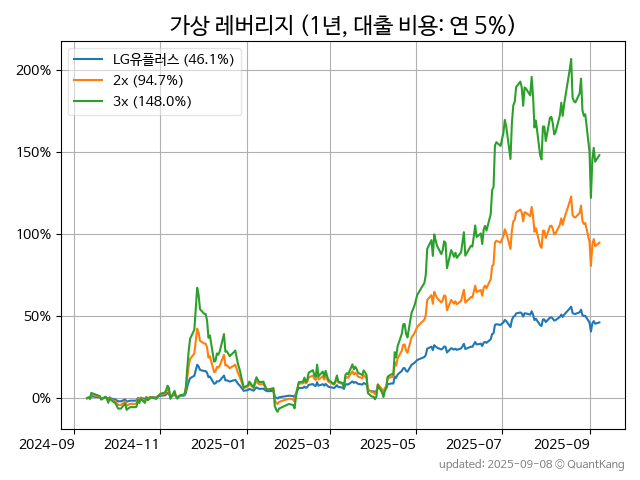 가상 레버리지 (1년, 대출 비용: 연 5%)
LG유플러스 (46.1%)
2x (94.7%)
3x (148.0%)
200%
150%
100%
50%
0%
2024-09 2024-11 2025-01 2025-03 2025-05 2025-07 2025-09
updated: 2025-09-08 © QuantKang